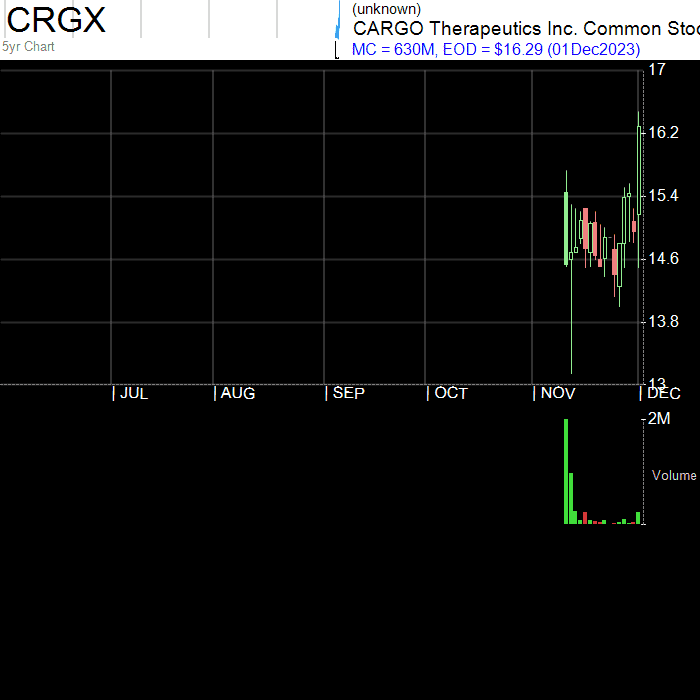 CRGX
5yr Chart
(unknown)
CARGO Therapeutics Inc. Common Stoc
MC = 630M, EOD = $16.29 (01Dec2023)
17
16.2
15.4
14.6
13.8
13
| JUL | AUG | SEP | OCT | NOV | DEC
2M
Volume